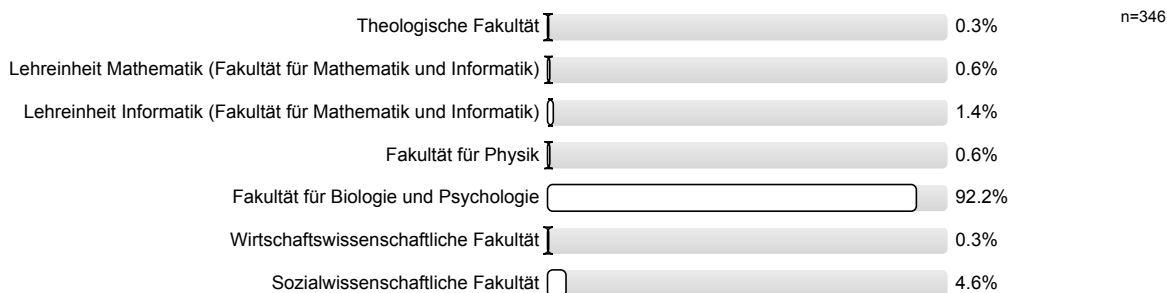 n=346
Theologische Fakultät 0.3%
Lehreinheit Mathematik (Fakultät für Mathematik und Informatik) 0.6%
Lehreinheit Informatik (Fakultät für Mathematik und Informatik) 1.4%
Fakultät für Physik 0.6%
Fakultät für Biologie und Psychologie 92.2%
Wirtschaftswissenschaftliche Fakultät 0.3%
Sozialwissenschaftliche Fakultät 4.6%